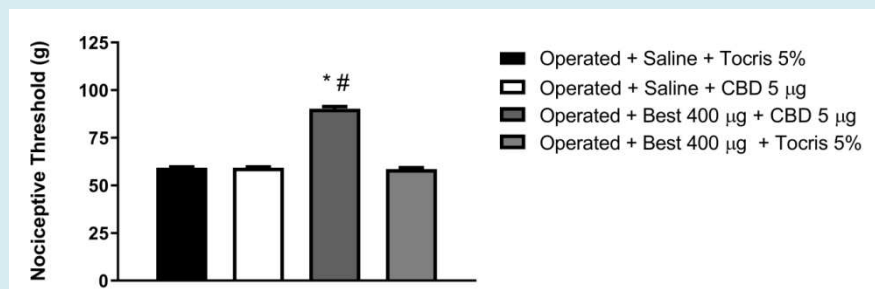 Nociceptive Threshold (g)
125
100
75
50
25
0
* #
Operated + Saline + Tocris 5%
Operated + Saline + CBD 5 μg
Operated + Best 400 μg + CBD 5 μg
Operated + Best 400 μg + Tocris 5%